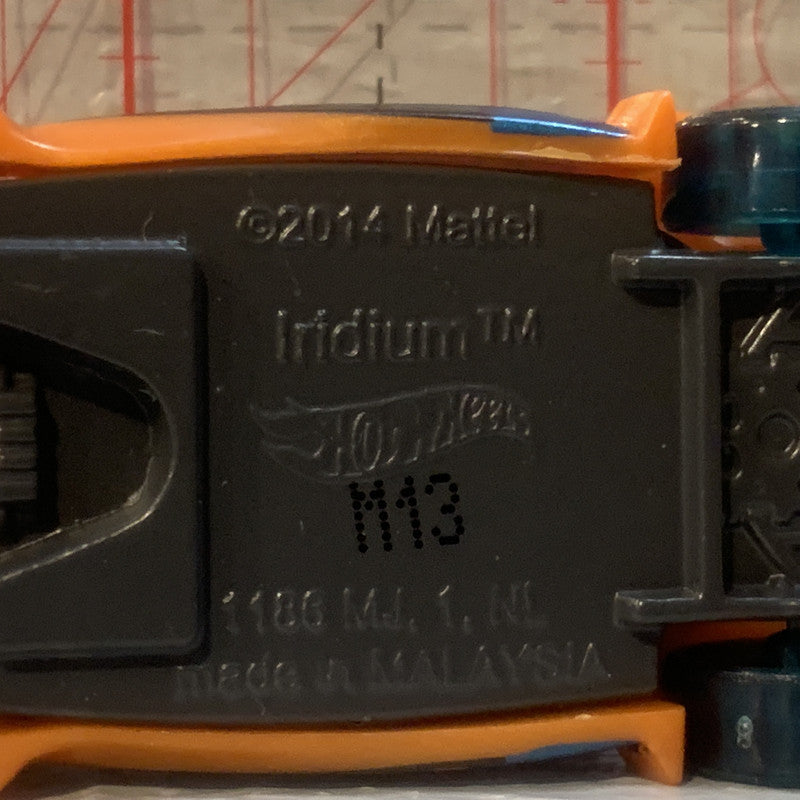 ©2014 Mattel
Iridium™
HOT WHEELS
M13
1186 MJ, 1, NL
made in MALAYSIA